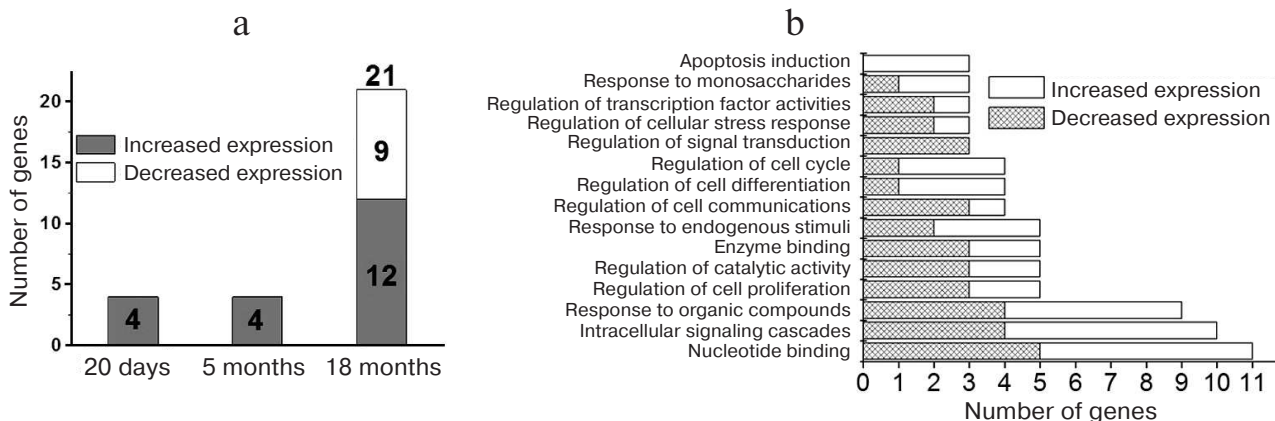 a
Number of genes
20
15
10
5
0
21
9
12
4
4
Increased expression
Decreased expression
20 days
5 months
18 months
b
Apoptosis induction
Response to monosaccharides
Regulation of transcription factor activities
Regulation of cellular stress response
Regulation of signal transduction
Regulation of cell cycle
Regulation of cell differentiation
Regulation of cell communications
Response to endogenous stimuli
Enzyme binding
Regulation of catalytic activity
Regulation of cell proliferation
Response to organic compounds
Intracellular signaling cascades
Nucleotide binding
Increased expression
Decreased expression
0 1 2 3 4 5 6 7 8 9 10 11
Number of genes